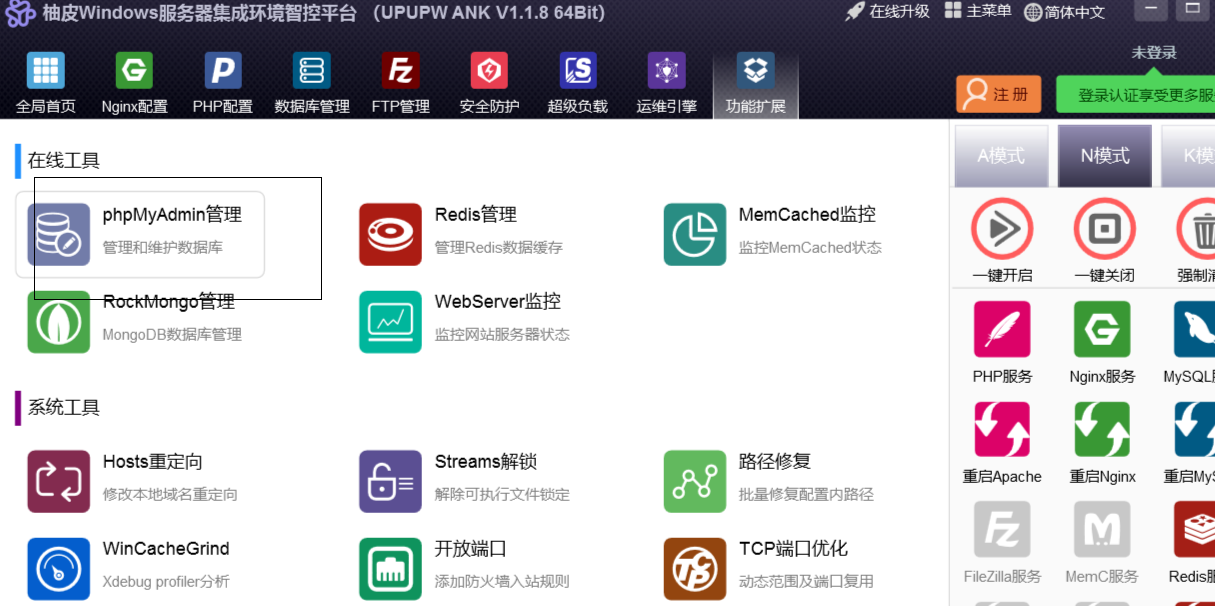 柚皮Windows服务器集成环境智控平台 （UPUPW ANK V1.1.8 64Bit)
在线升级 主菜单 简体中文
未登录
全局首页 Nginx配置 PHP配置 数据库管理 FTP管理 安全防护 超级负载 运维引擎 功能扩展
注 册 登录认证享受更多服
在线工具
A模式 N模式 K模
phpMyAdmin管理
管理和维护数据库
Redis管理
管理Redis数据缓存
MemCached监控
监控MemCached状态
一键开启 一键关闭 强制清
RockMongo管理
MongoDB数据库管理
WebServer监控
监控网站服务器状态
PHP服务 Nginx服务 MySQL服
系统工具
Hosts重定向
修改本地域名重定向
Streams解锁
解除可执行文件锁定
路径修复
批量修复配置内路径
重启Apache 重启Nginx 重启MyS
WinCacheGrind
Xdebug profiler分析
开放端口
添加防火墙入站规则
TCP端口优化
动态范围及端口复用
FileZilla服务 MemC服务 Redis服